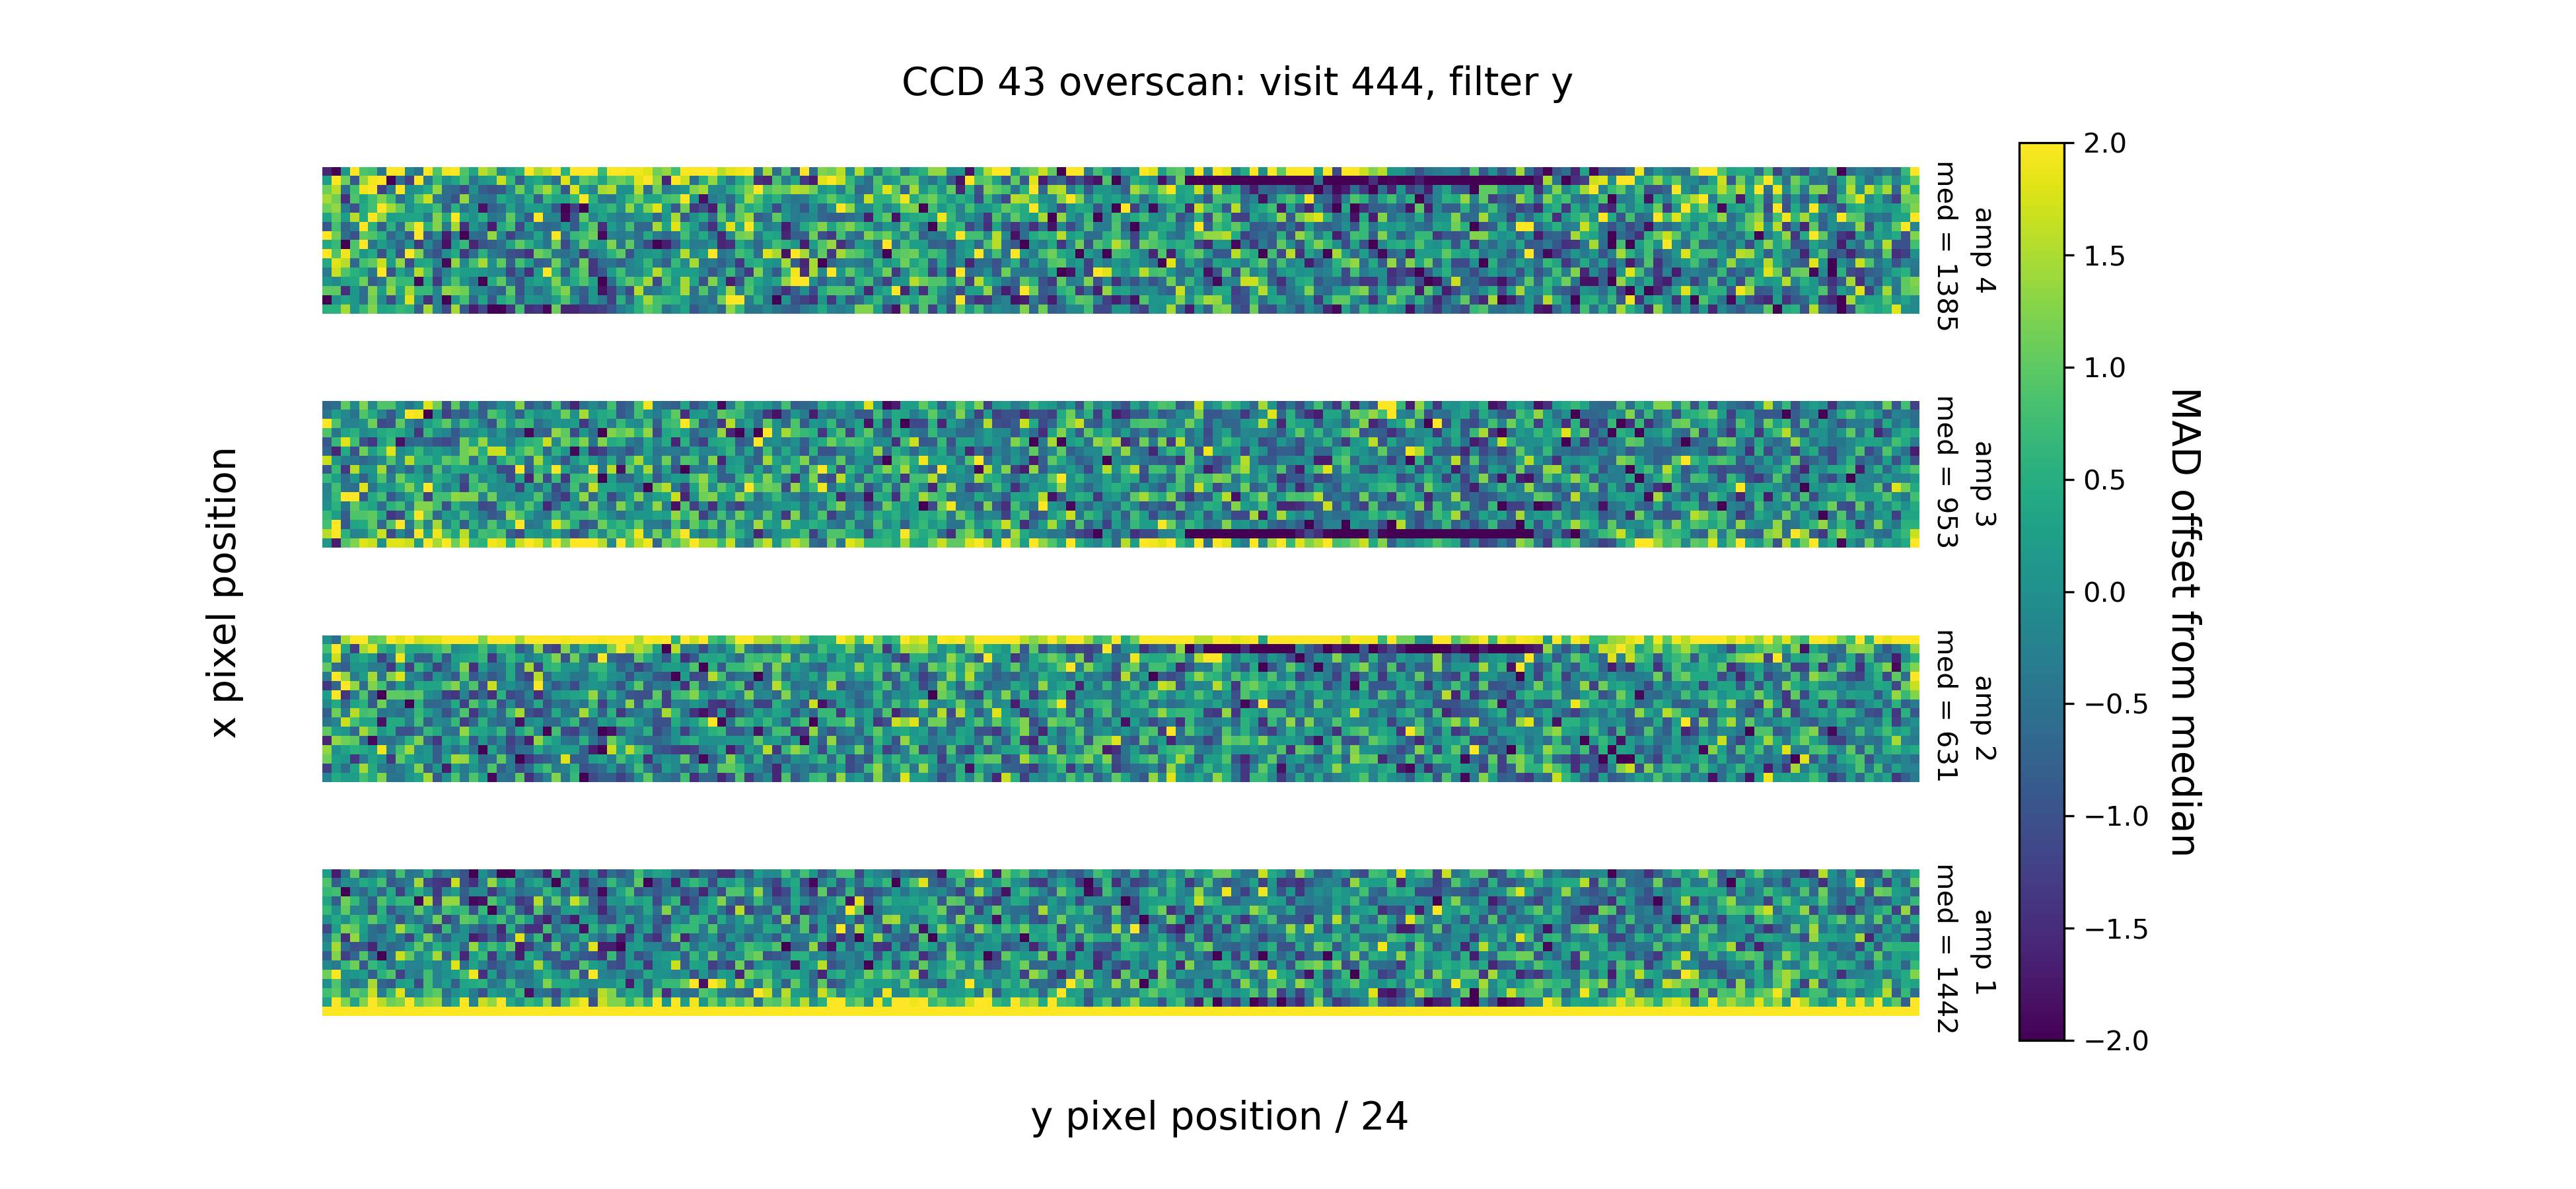 CCD 43 overscan: visit 444, filter y
x pixel position
amp 4
med = 1385
amp 3
med = 953
amp 2
med = 631
amp 1
med = 1442
2.0
1.5
1.0
0.5
0.0
−0.5
−1.0
−1.5
−2.0
MAD offset from median
y pixel position / 24